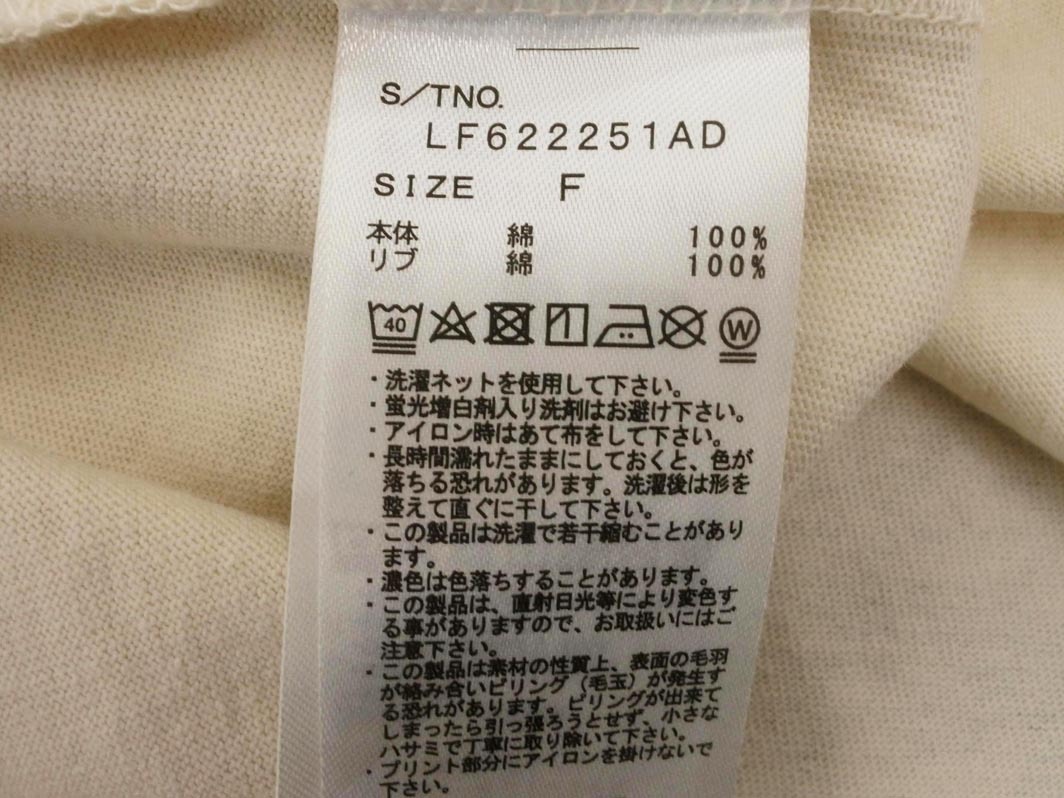 S/TNO.
LF622251AD
SIZE F
本体 綿 100%
リブ 綿 100%
40 W
・洗濯ネットを使用して下さい。
・蛍光増白剤入り洗剤はお避け下さい。
・アイロン時はあて布をして下さい。
・長時間濡れたままにしておくと、色が
落ちる恐れがあります。洗濯後は形を
整えて直ぐに干して下さい。
・この製品は洗濯で若干縮むことがあり
ます。
・濃色は色落ちすることがあります。
・この製品は、直射日光等により変色す
る事がありますので、お取扱いにはご
注意下さい。
・この製品は素材の性質上、表面の毛羽
が絡み合いピリング（毛玉）が発生す
る恐れがあります。ピリングが出来て
しまったら引っ張ろうとせず、小さな
ハサミで丁寧に取り除いて下さい。
・プリント部分にアイロンを掛けないで
下さい。